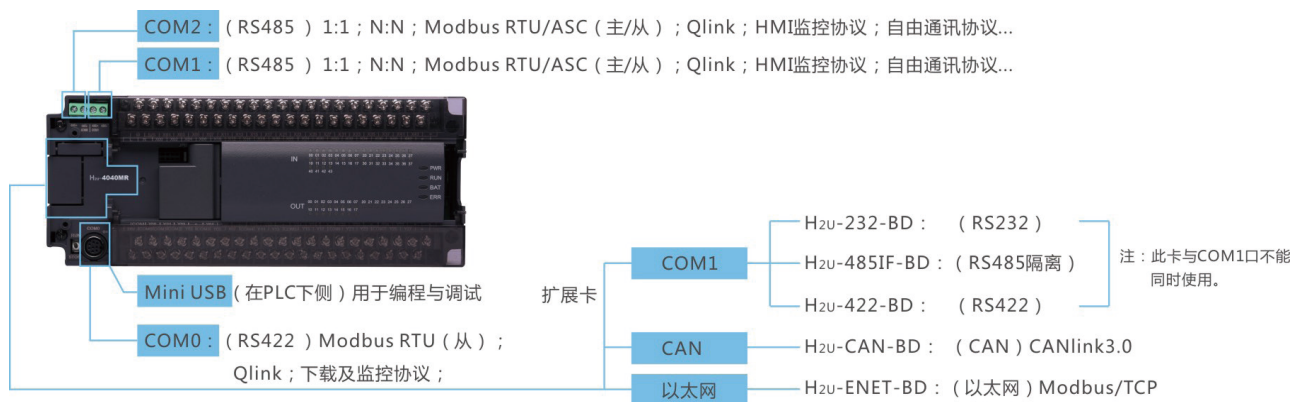 COM2：（RS485 ）1:1；N:N；Modbus RTU/ASC（主/从）；Qlink；HMI监控协议；自由通讯协议...
COM1：（RS485 ）1:1；N:N；Modbus RTU/ASC（主/从）；Qlink；HMI监控协议；自由通讯协议...
IN
PWR
RUN
BAT
ERR
H2U-4040MR
OUT
Mini USB（在PLC下侧）用于编程与调试
COM0：（RS422 ）Modbus RTU（从）；
Qlink；下载及监控协议；
扩展卡
COM1
H2U-232-BD：（RS232）
H2U-485IF-BD：（RS485隔离）
H2U-422-BD：（RS422）
注：此卡与COM1口不能
同时使用。
CAN
H2U-CAN-BD：（CAN）CANlink3.0
以太网
H2U-ENET-BD：（以太网）Modbus/TCP